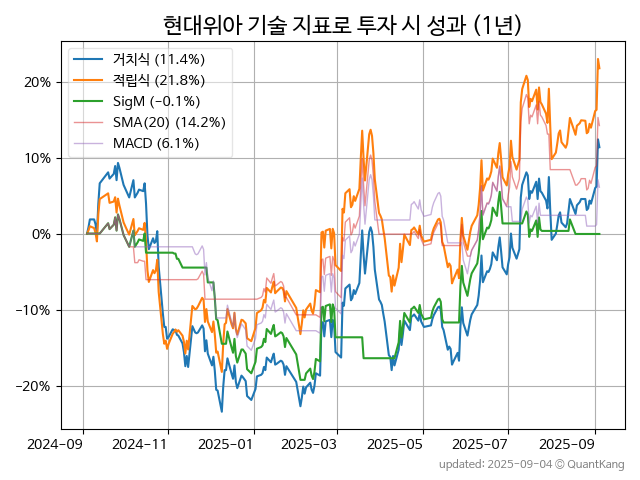 현대위아 기술 지표로 투자 시 성과 (1년)
거치식 (11.4%)
적립식 (21.8%)
SigM (−0.1%)
SMA(20) (14.2%)
MACD (6.1%)
20%
10%
0%
−10%
−20%
2024-09 2024-11 2025-01 2025-03 2025-05 2025-07 2025-09
updated: 2025-09-04 © QuantKang